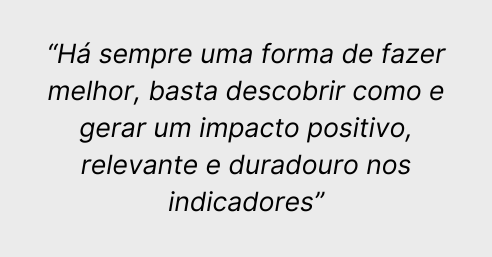 “Há sempre uma forma de fazer
melhor, basta descobrir como e
gerar um impacto positivo,
relevante e duradouro nos
indicadores”